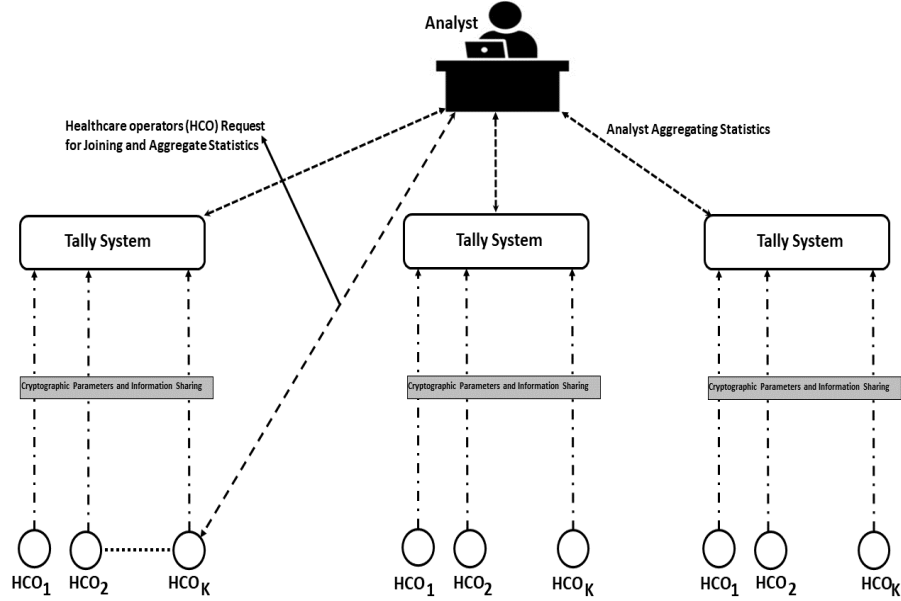 Analyst
Healthcare operators (HCO) Request
for Joining and Aggregate Statistics
Analyst Aggregating Statistics
Tally System
Tally System
Tally System
Cryptographic Parameters and Information Sharing
Cryptographic Parameters and Information Sharing
Cryptographic Parameters and Information Sharing
HCO1
HCO2
HCOK
HCO1
HCO2
HCOK
HCO1
HCO2
HCOK